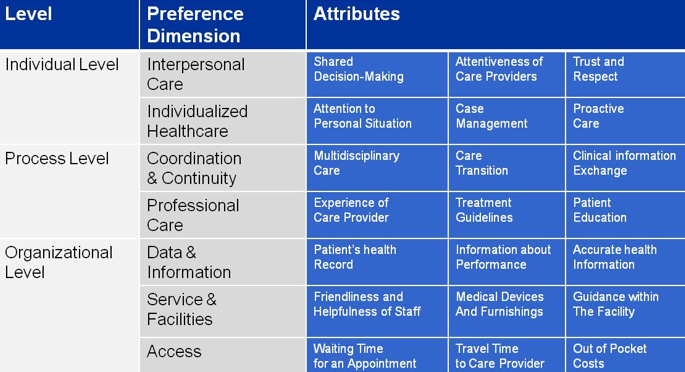 Level
Preference
Dimension
Attributes
Individual Level
Interpersonal
Care
Shared
Decision-Making
Attentiveness of
Care Providers
Trust and
Respect
Individualized
Healthcare
Attention to
Personal Situation
Case
Management
Proactive
Care
Process Level
Coordination
& Continuity
Multidisciplinary
Care
Care
Transition
Clinical information
Exchange
Professional
Care
Experience of
Care Provider
Treatment
Guidelines
Patient
Education
Organizational
Level
Data &
Information
Patient's health
Record
Information about
Performance
Accurate health
Information
Service &
Facilities
Friendliness and
Helpfulness of Staff
Medical Devices
And Furnishings
Guidance within
The Facility
Access
Waiting Time
for an Appointment
Travel Time
to Care Provider
Out of Pocket
Costs